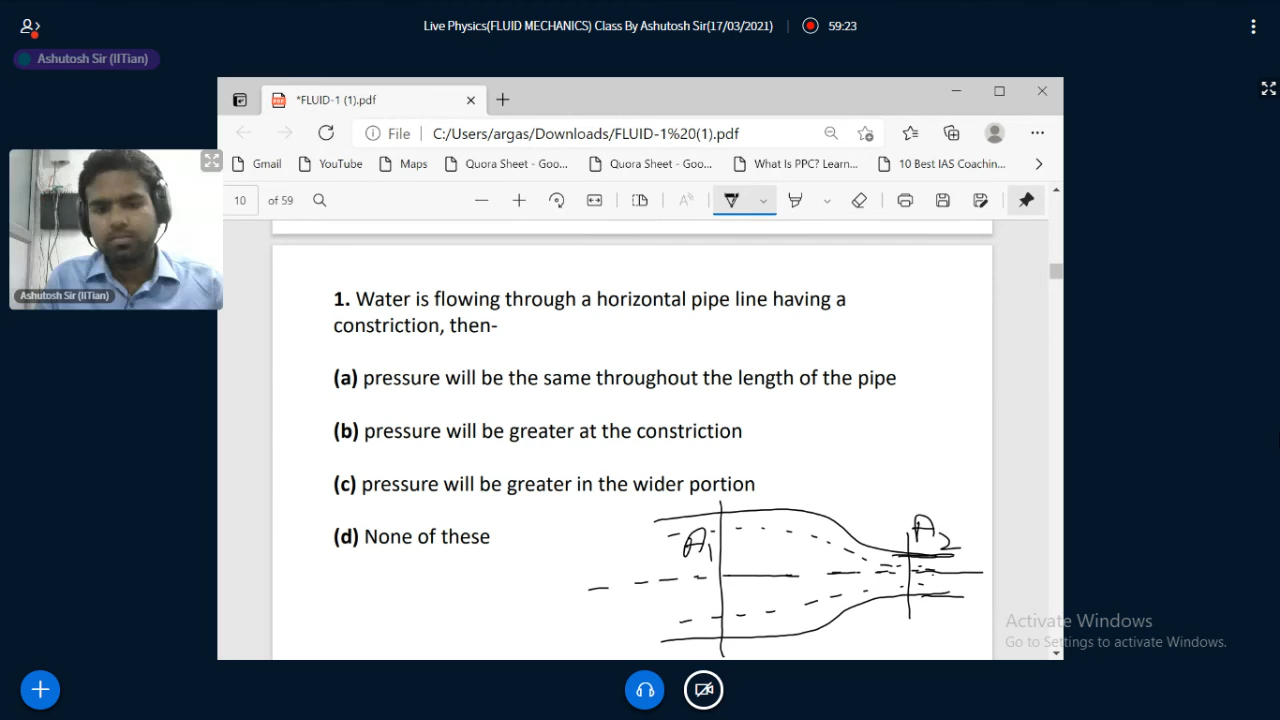 Live Physics(FLUID MECHANICS) Class By Ashutosh Sir(17/03/2021)
59:23
Ashutosh Sir (IITian)
*FLUID-1 (1).pdf
File
C:/Users/argas/Downloads/FLUID-1%20(1).pdf
Gmail
YouTube
Maps
Quora Sheet - Goo...
Quora Sheet - Goo...
What Is PPC? Learn...
10 Best IAS Coachin...
10 of 59
Ashutosh Sir (IITian)
1. Water is flowing through a horizontal pipe line having a
constriction, then-
(a) pressure will be the same throughout the length of the pipe
(b) pressure will be greater at the constriction
(c) pressure will be greater in the wider portion
(d) None of these
A1
A2
Activate Windows
Go to Settings to activate Windows.